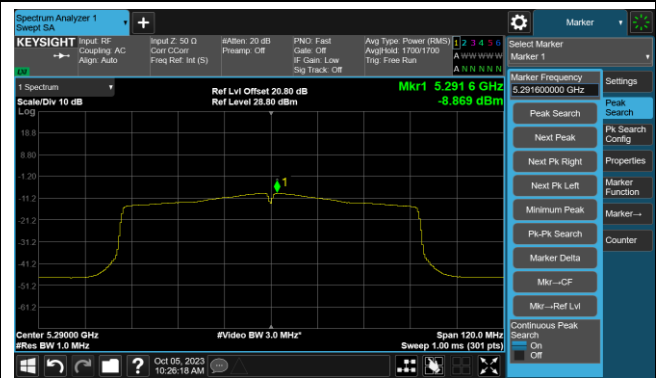 Spectrum Analyzer 1
Swept SA
+
Marker
KEYSIGHT
Input: RF
Coupling: AC
Align: Auto
Input Z: 50 Ω
Corr CCorr
Freq Ref: Int (S)
#Atten: 20 dB
Preamp: Off
PNO: Fast
Gate: Off
IF Gain: Low
Sig Track: Off
Avg Type: Power (RMS)
Avg|Hold: 1700/1700
Trig: Free Run
1 2 3 4 5 6
A W W W W W
A N N N N N
LXI
1 Spectrum
Scale/Div 10 dB
Ref Lvl Offset 20.80 dB
Ref Level 28.80 dBm
Mkr1 5.291 6 GHz
-8.869 dBm
Log
18.8
8.80
-1.20
-11.2
-21.2
-31.2
-41.2
-51.2
-61.2
1
Center 5.29000 GHz
#Res BW 1.0 MHz
#Video BW 3.0 MHz*
Span 120.0 MHz
Sweep 1.00 ms (301 pts)
Oct 05, 2023
10:26:18 AM
?
Select Marker
Marker 1
Marker Frequency
5.291600000 GHz
Peak Search
Next Peak
Next Pk Right
Next Pk Left
Minimum Peak
Pk-Pk Search
Marker Delta
Mkr→CF
Mkr→Ref Lvl
Continuous Peak
Search
On
Off
Settings
Peak
Search
Pk Search
Config
Properties
Marker
Function
Marker→
Counter